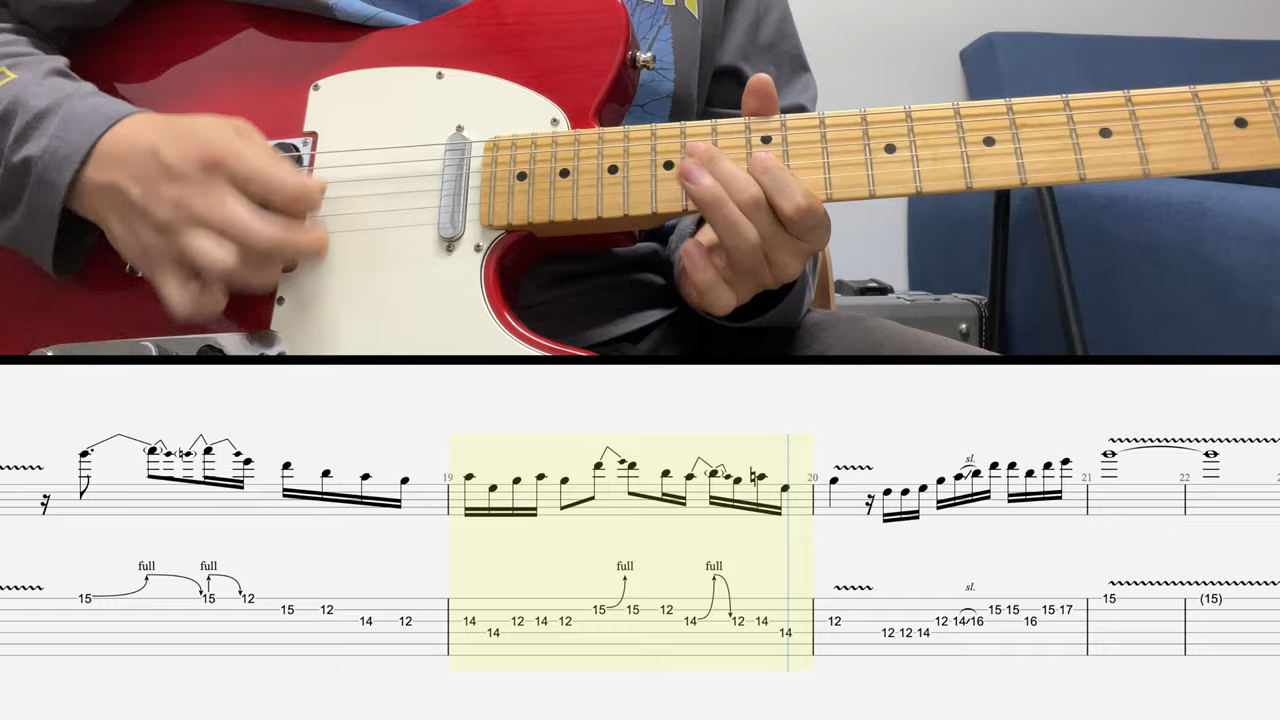 19 20 sl. 21 22
full full full full sl.
15 15 12 15 (15)
15 12 15 15 12 15 15 15 17
14 12 14 12 14 12 14 12 14 12 12 14 16 16
14 14 12 12 14